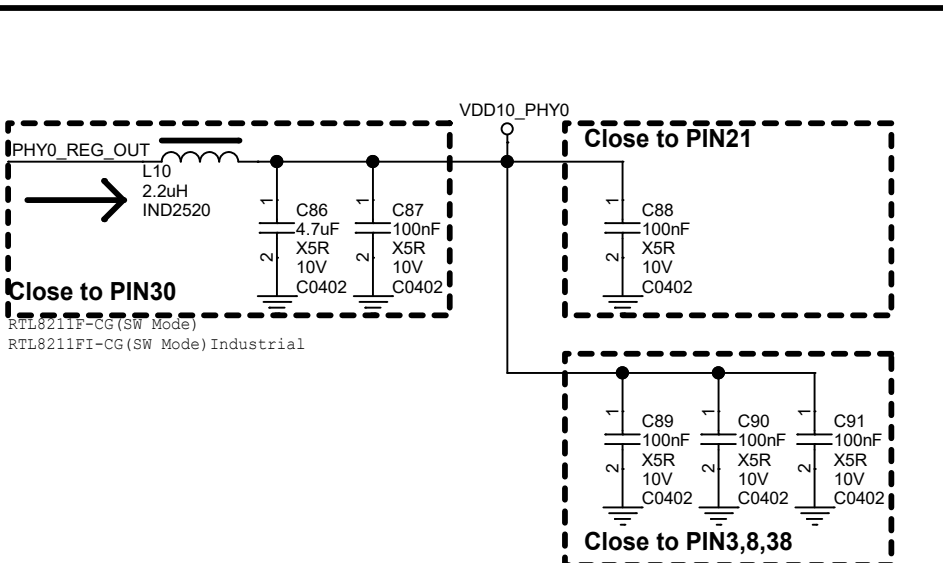 VDD10_PHY0
PHY0_REG_OUT
L10
2.2uH
IND2520
1
2
C86
4.7uF
X5R
10V
C0402
1
2
C87
100nF
X5R
10V
C0402
Close to PIN30
RTL8211F-CG(SW Mode)
RTL8211FI-CG(SW Mode)Industrial
Close to PIN21
1
2
C88
100nF
X5R
10V
C0402
1
2
C89
100nF
X5R
10V
C0402
1
2
C90
100nF
X5R
10V
C0402
1
2
C91
100nF
X5R
10V
C0402
Close to PIN3,8,38